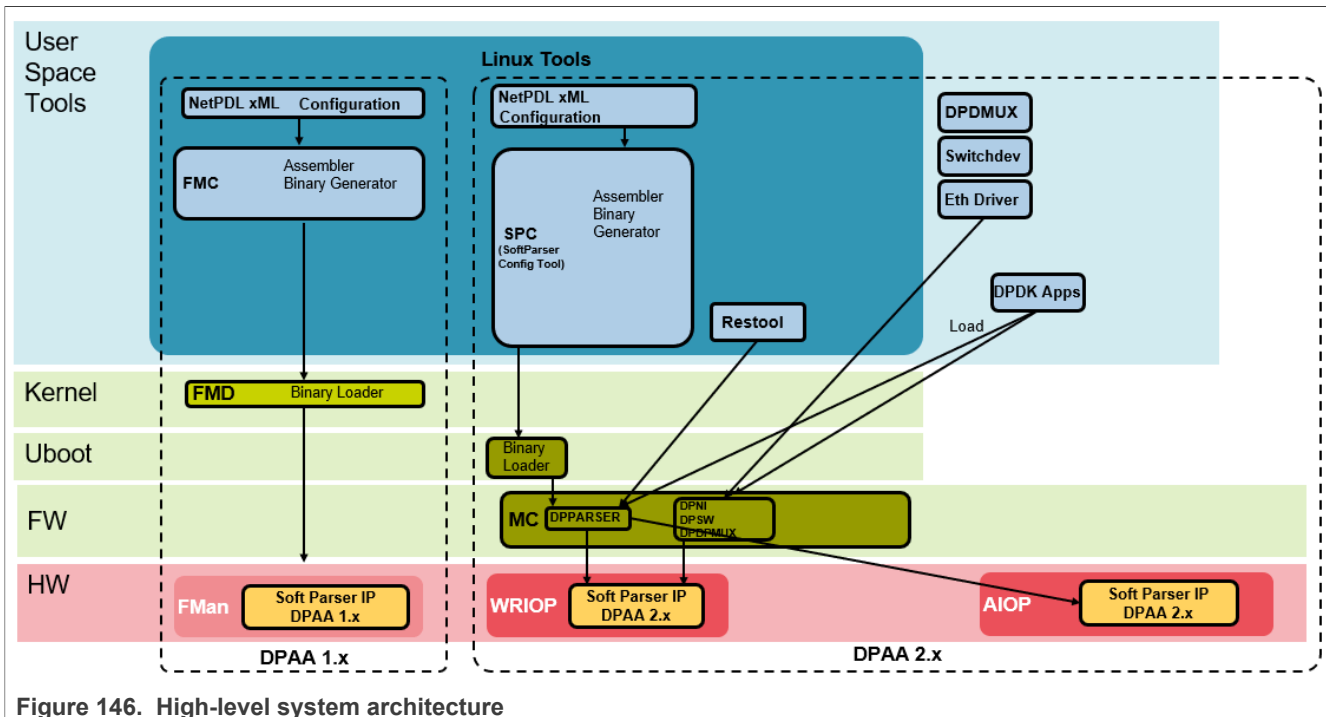 User
Space
Tools
Linux Tools
NetPDL xML Configuration
Assembler
Binary Generator
FMC
NetPDL xML
Configuration
Assembler
Binary
Generator
SPC
(SoftParser
Config Tool)
Restool
DPDMUX
Switchdev
Eth Driver
DPDK Apps
Load
Kernel
FMD Binary Loader
Uboot
Binary
Loader
FW
MC
DPPARSER
DPNI
DPSW
DPDPMUX
HW
FMan
Soft Parser IP
DPAA 1.x
WRIOP
Soft Parser IP
DPAA 2.x
AIOP
Soft Parser IP
DPAA 2.x
DPAA 1.x
DPAA 2.x
Figure 146. High-level system architecture